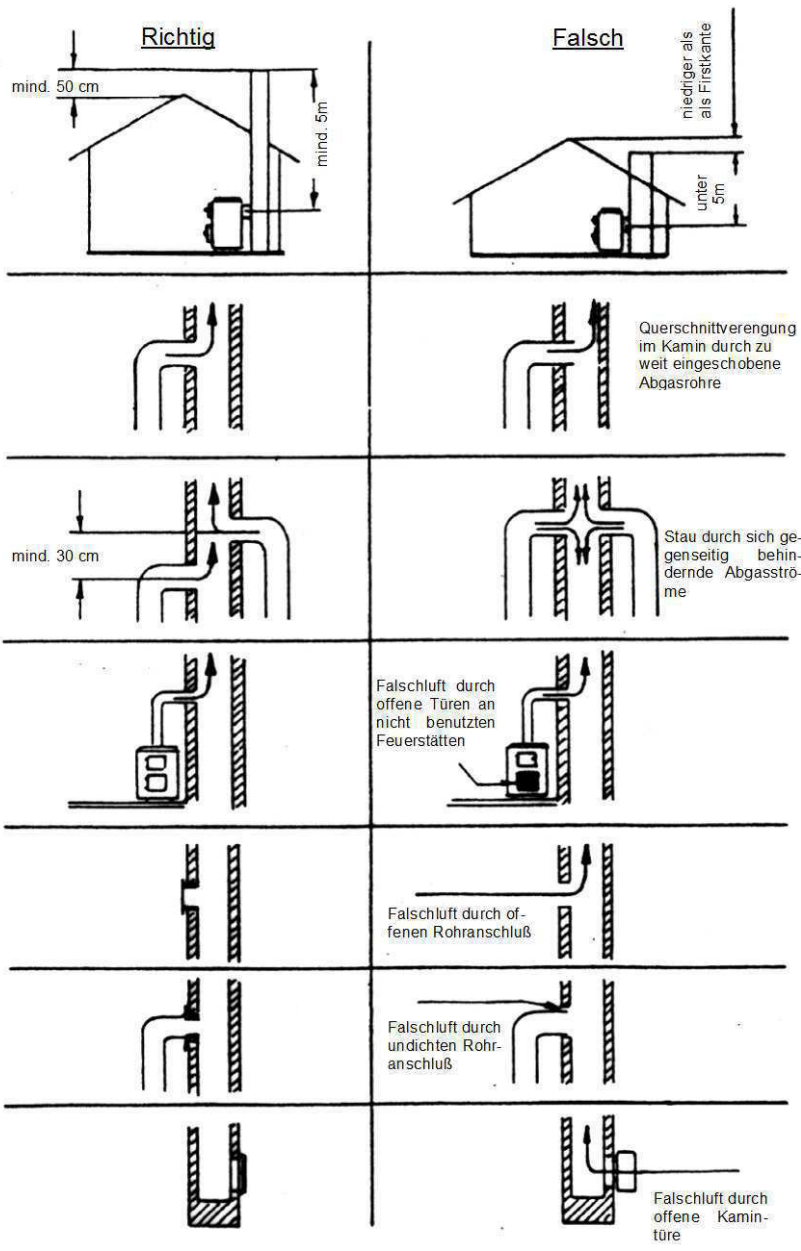 Richtig
Falsch
mind. 50 cm
mind. 5m
niedriger als
als Firstkante
unter
5m
Querschnittverengung
im Kamin durch zu
weit eingeschobene
Abgasrohre
mind. 30 cm
Stau durch sich ge-
genseitig behin-
dernde Abgasströ-
me
Falschluft durch
offene Türen an
nicht benutzten
Feuerstätten
Falschluft durch of-
fenen Rohranschluß
Falschluft durch
undichten Rohr-
anschluß
Falschluft durch
offene Kamin-
türe